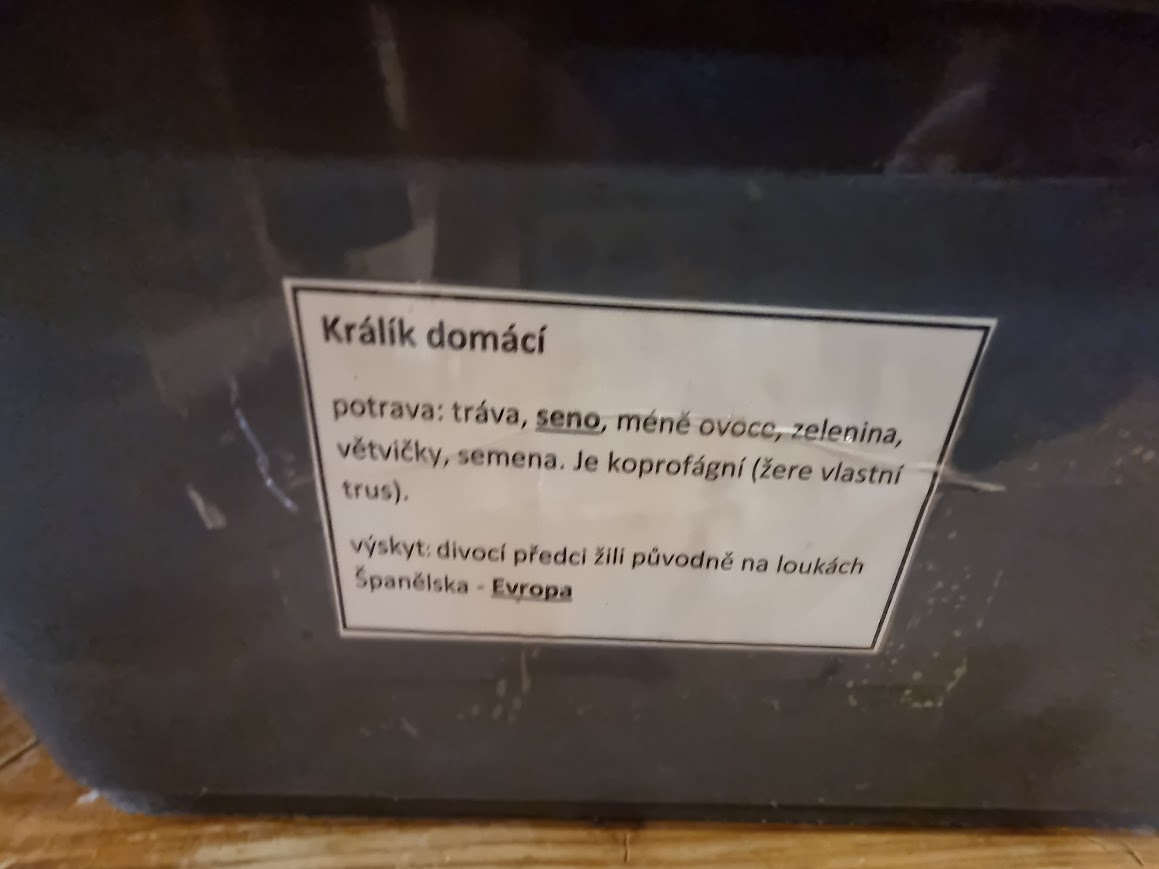 Králík domácí
potrava: tráva, seno, méně ovoce, zelenina,
větvičky, semena. Je koprofágní (žere vlastní
trus).
výskyt: divocí předci žili původně na loukách
Španělska - Evropa